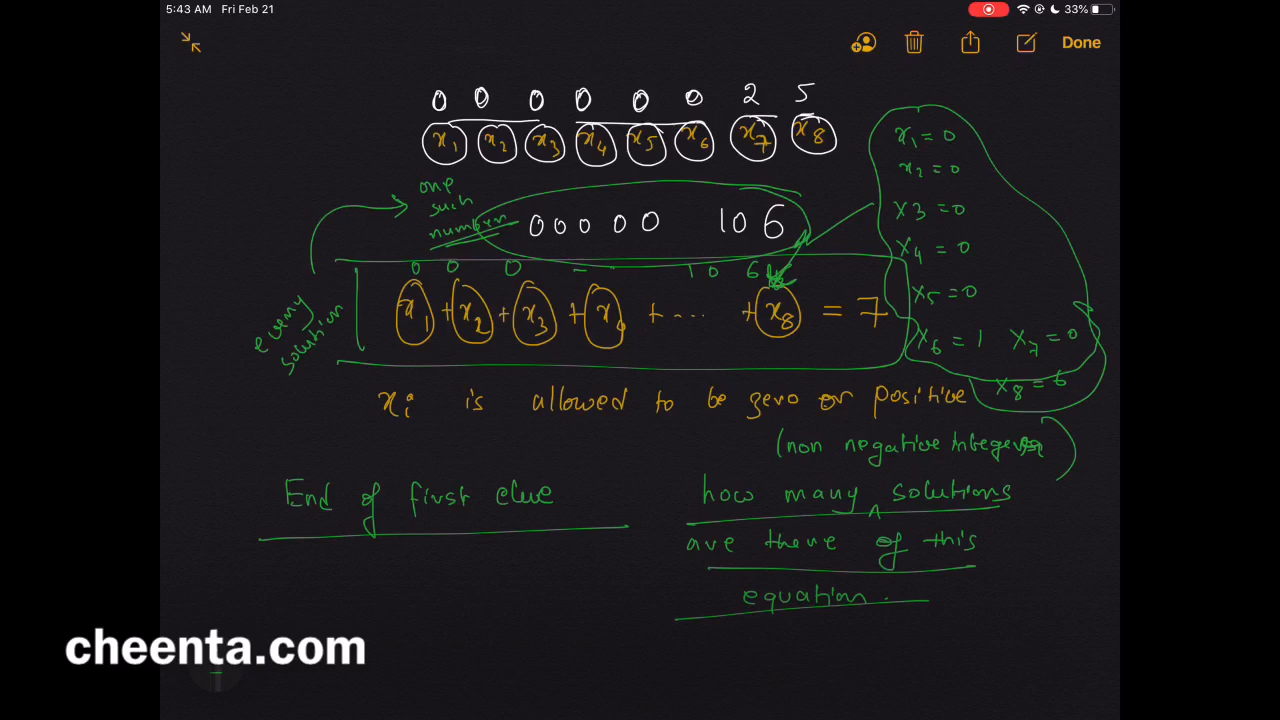 5:43 AM Fri Feb 21
33%
Done
0 0 0 0 0 0 2 5
x1 x2 x3 x4 x5 x6 x7 x8
one
such
number
00000 106
0 0 0 - - 1 0 6
x1 + x2 + x3 + x4 + .... + x8 = 7
every
solution
x1 = 0
x2 = 0
x3 = 0
x4 = 0
x5 = 0
x6 = 1 x7 = 0
x8 = 6
xi is allowed to be zero or positive
(non negative Integers)
End of first clue
how many solutions
are there of this
equation.
cheenta.com